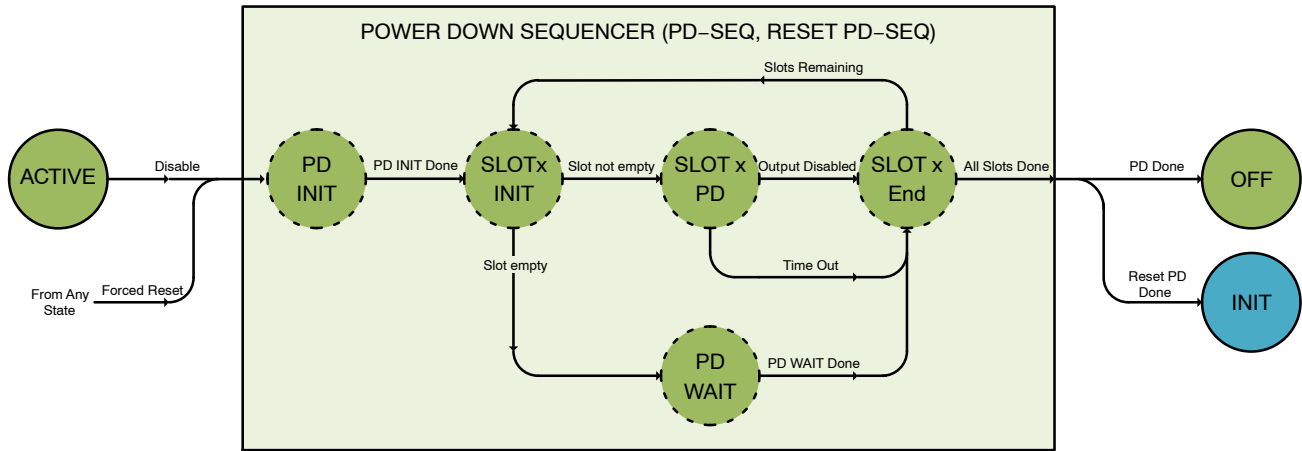 POWER DOWN SEQUENCER (PD−SEQ, RESET PD−SEQ)
Slots Remaining
ACTIVE
Disable
PD
INIT
PD INIT Done
SLOTx
INIT
Slot not empty
SLOT x
PD
Output Disabled
SLOT x
End
All Slots Done
PD Done
OFF
From Any
State
Forced Reset
Slot empty
Time Out
Reset PD
Done
INIT
PD
WAIT
PD WAIT Done